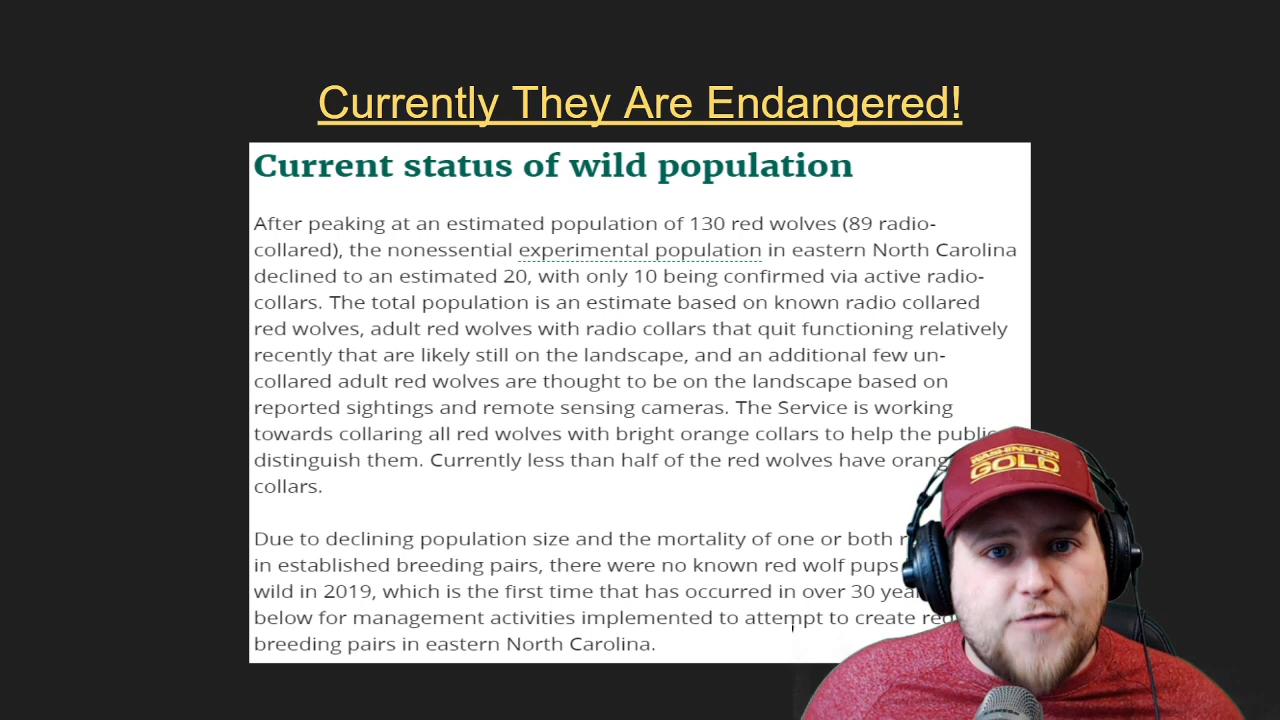 Currently They Are Endangered!
Current status of wild population
After peaking at an estimated population of 130 red wolves (89 radio-
collared), the nonessential experimental population in eastern North Carolina
declined to an estimated 20, with only 10 being confirmed via active radio-
collars. The total population is an estimate based on known radio collared
red wolves, adult red wolves with radio collars that quit functioning relatively
recently that are likely still on the landscape, and an additional few un-
collared adult red wolves are thought to be on the landscape based on
reported sightings and remote sensing cameras. The Service is working
towards collaring all red wolves with bright orange collars to help the public
distinguish them. Currently less than half of the red wolves have
collars.
Due to declining population size and the mortality of one or both
in established breeding pairs, there were no known red wolf pups
wild in 2019, which is the first time that has occurred in over 30
below for management activities implemented to attempt to create
breeding pairs in eastern North Carolina.
WASHINGTON
GOLD